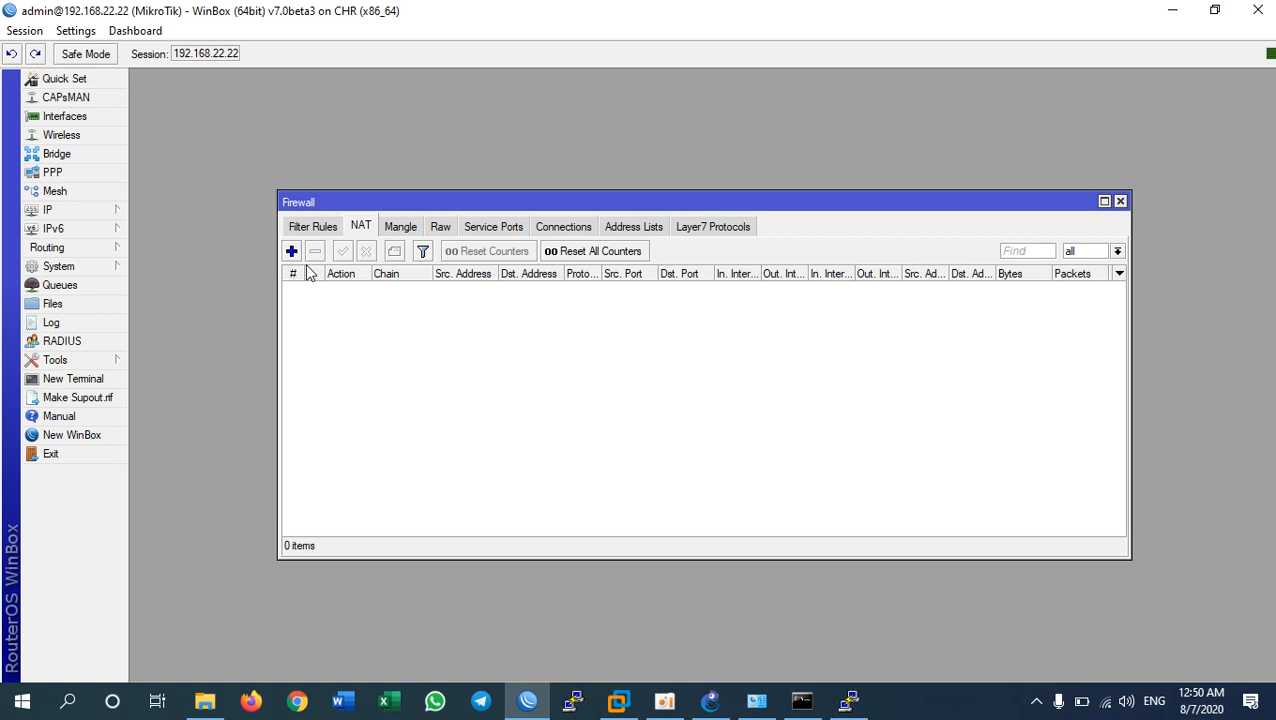 admin@192.168.22.22 (MikroTik) - WinBox (64bit) v7.0beta3 on CHR (x86_64)
Session Settings Dashboard
Safe Mode Session: 192.168.22.22
Quick Set
CAPsMAN
Interfaces
Wireless
Bridge
PPP
Mesh
IP
IPv6
Routing
System
Queues
Files
Log
RADIUS
Tools
New Terminal
Make Supout.rif
Manual
New WinBox
Exit
RouterOS WinBox
Firewall
Filter Rules NAT Mangle Raw Service Ports Connections Address Lists Layer7 Protocols
00 Reset Counters 00 Reset All Counters Find all
# Action Chain Src. Address Dst. Address Proto... Src. Port Dst. Port In. Inter... Out. Int... In. Inter... Out. Int... Src. Ad... Dst. Ad... Bytes Packets
0 items
ENG
12:50 AM
8/7/2020